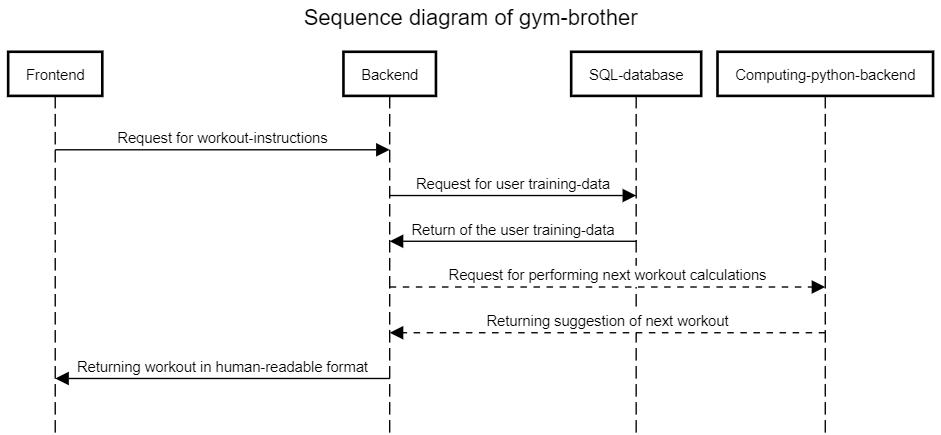 Sequence diagram of gym-brother
Frontend
Backend
SQL-database
Computing-python-backend
Request for workout-instructions
Request for user training-data
Return of the user training-data
Request for performing next workout calculations
Returning suggestion of next workout
Returning workout in human-readable format